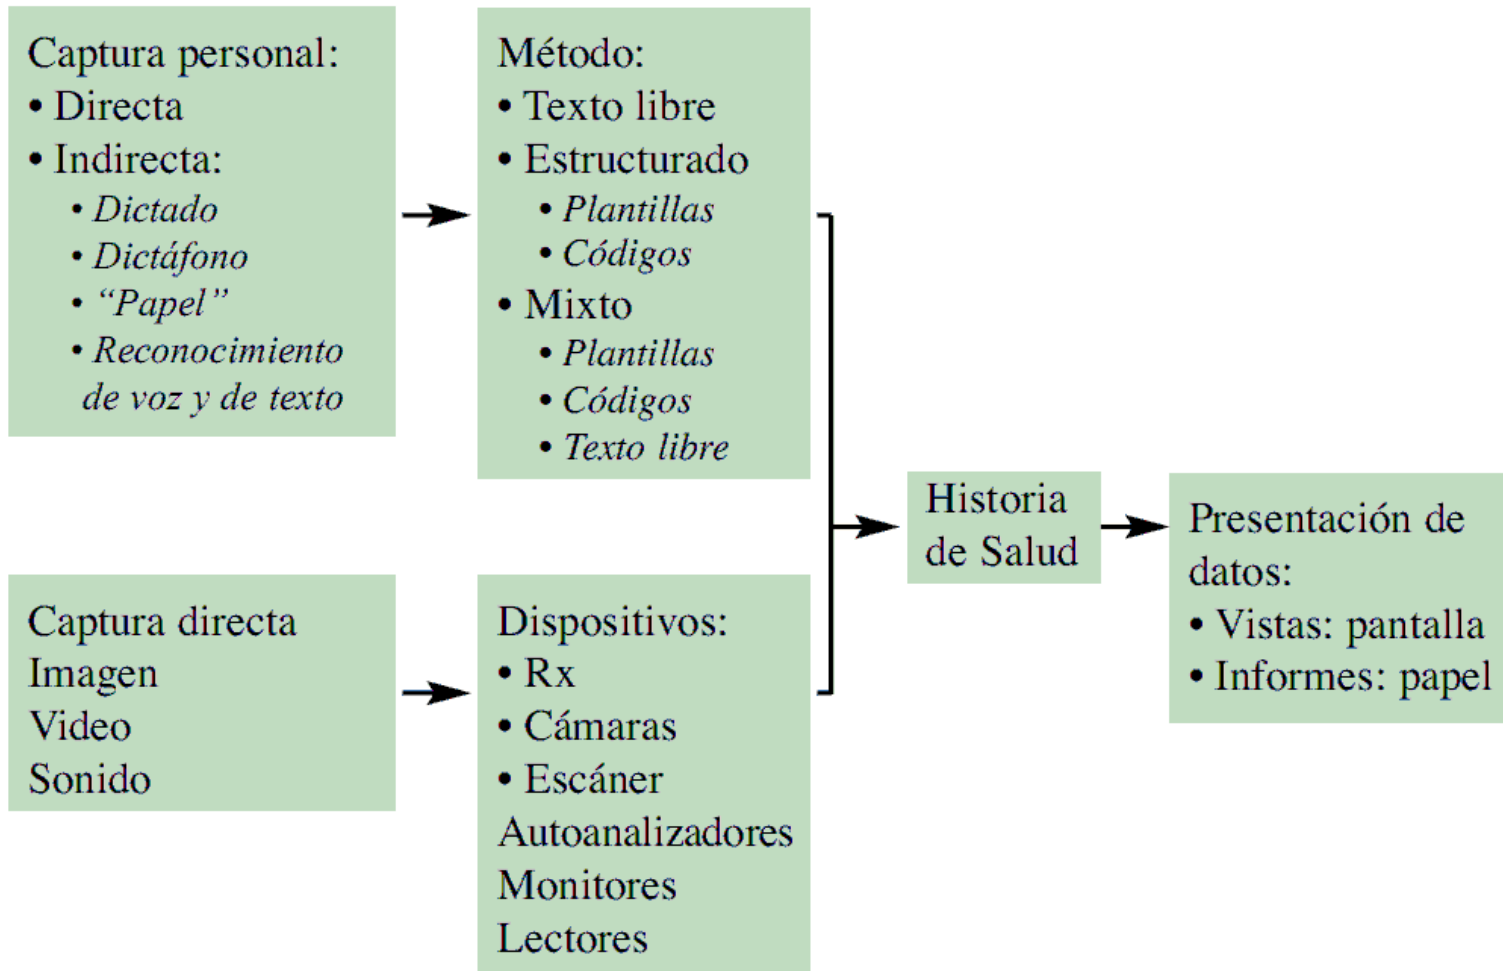 Captura personal:
• Directa
• Indirecta:
• Dictado
• Dictáfono
• “Papel”
• Reconocimiento
de voz y de texto
Método:
• Texto libre
• Estructurado
• Plantillas
• Códigos
• Mixto
• Plantillas
• Códigos
• Texto libre
Captura directa
Imagen
Video
Sonido
Dispositivos:
• Rx
• Cámaras
• Escáner
Autoanalizadores
Monitores
Lectores
Historia
de Salud
Presentación de
datos:
• Vistas: pantalla
• Informes: papel